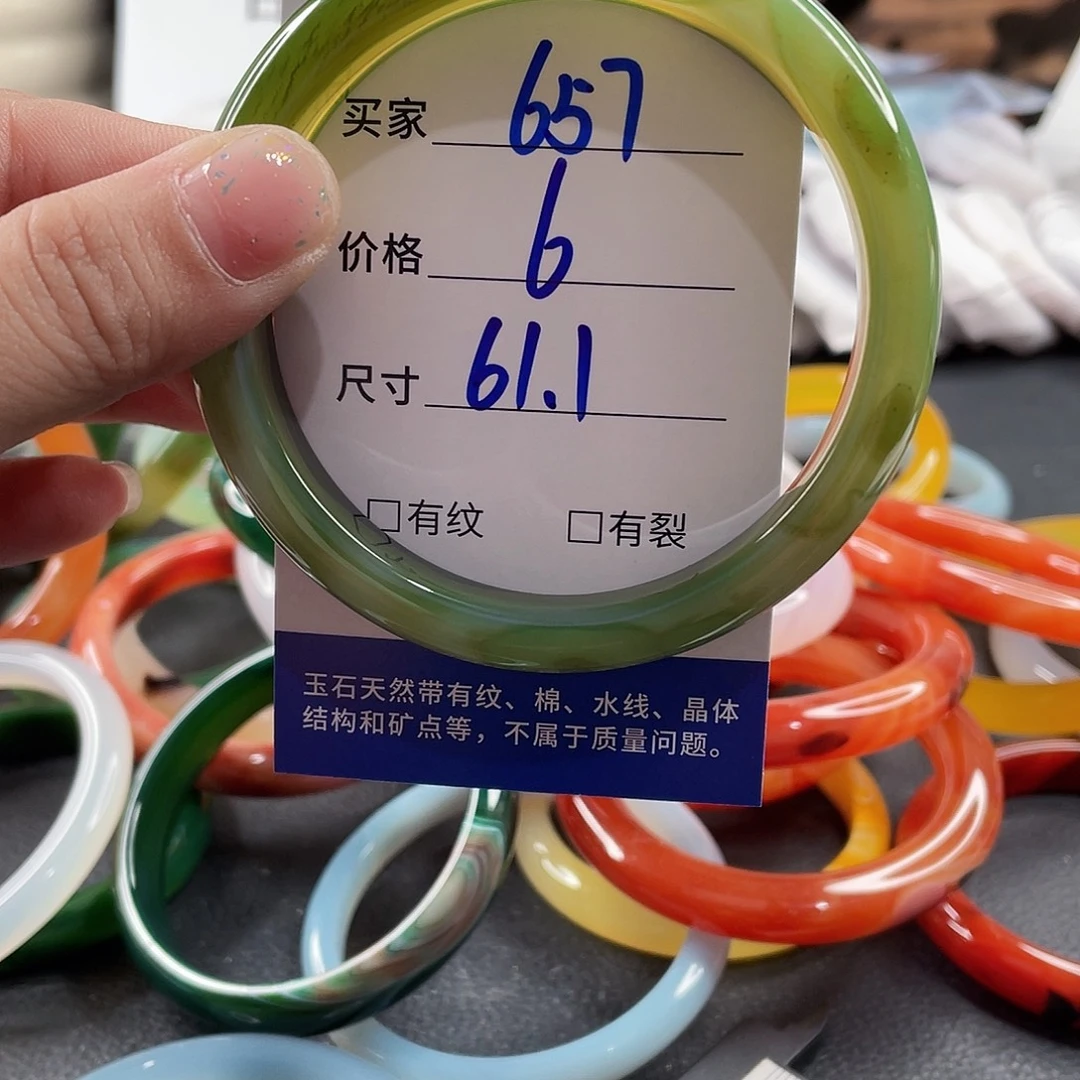 买家 657
价格 6
尺寸 61.1
□有纹 □有裂
玉石天然带有纹、棉、水线、晶体
结构和矿点等，不属于质量问题。